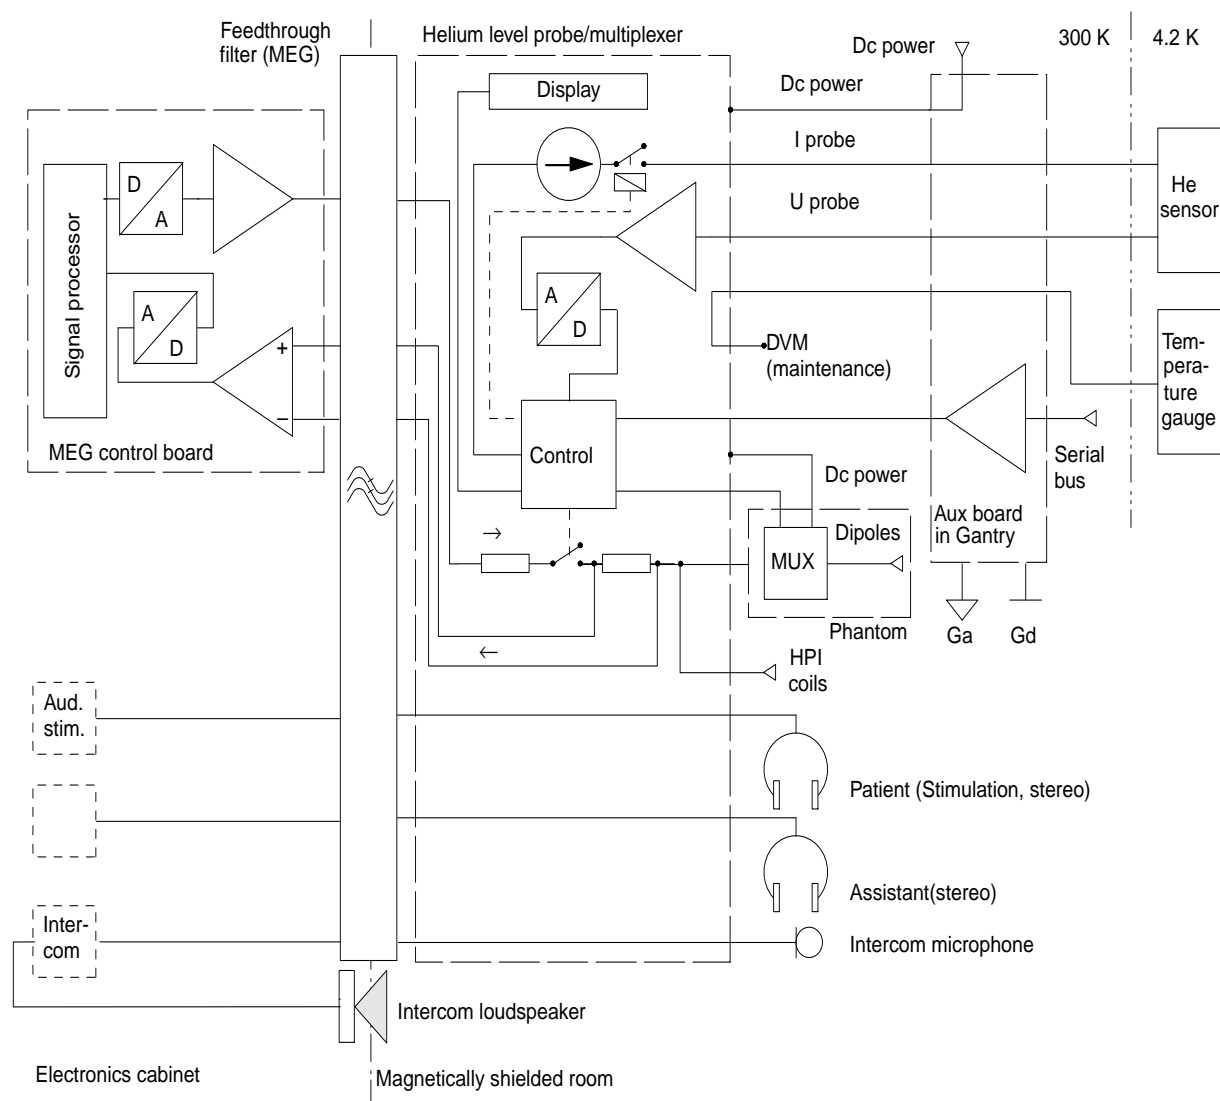 Feedthrough
filter (MEG)
Helium level probe/multiplexer
Dc power
300 K
4.2 K
Display
Dc power
I probe
D
A
He
sensor
U probe
Signal processor
A
D
+
−
A
D
DVM
(maintenance)
Tem-
pera-
ture
gauge
MEG control board
Control
Serial
bus
Dc power
Aux board
in Gantry
→
Dipoles
MUX
Phantom
Ga
Gd
←
HPI
coils
Aud.
stim.
Patient (Stimulation, stereo)
Assistant(stereo)
Inter-
com
Intercom microphone
Intercom loudspeaker
Electronics cabinet
Magnetically shielded room